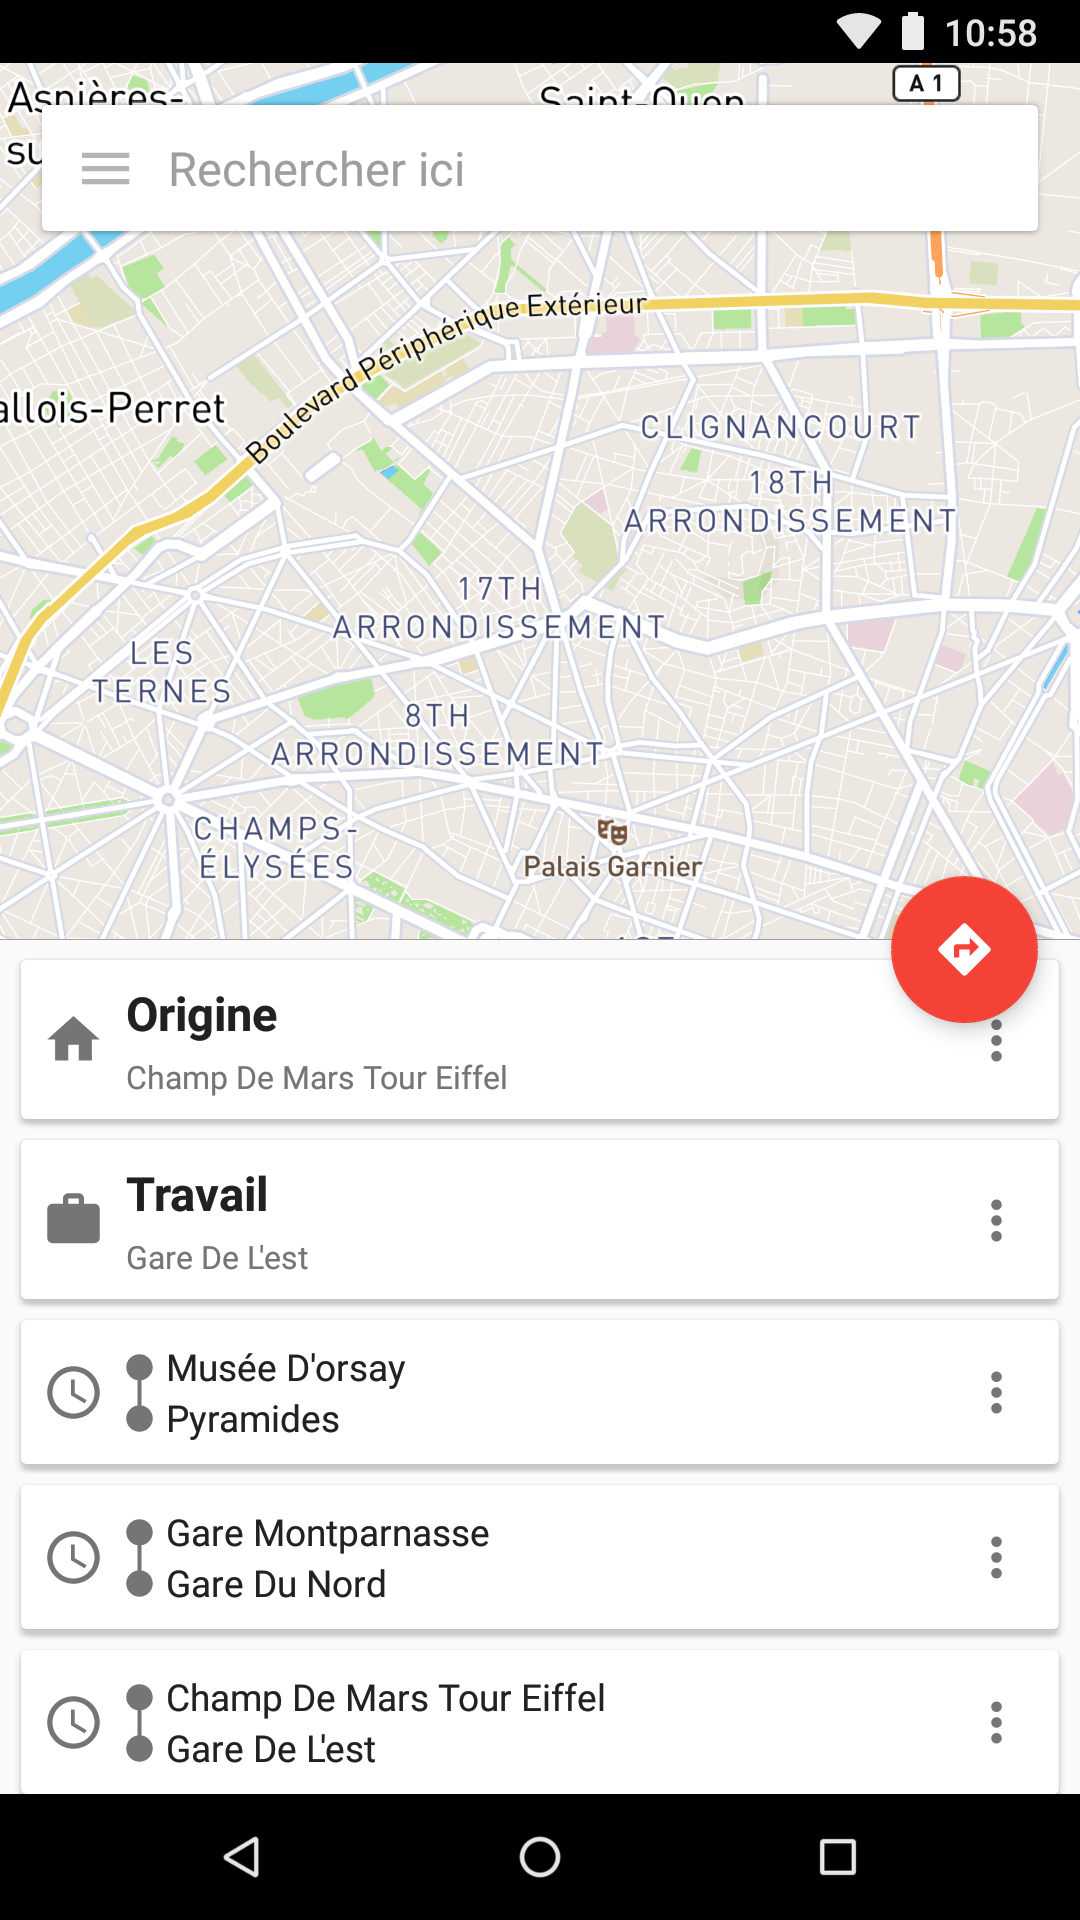 10:58
Asnières-
su
Saint-Ouen
A 1
Rechercher ici
Boulevard Périphérique Extérieur
allois-Perret
CLIGNANCOURT
18TH
ARRONDISSEMENT
17TH
ARRONDISSEMENT
LES
TERNES
8TH
ARRONDISSEMENT
CHAMPS-
ÉLYSÉES
Palais Garnier
Origine
Champ De Mars Tour Eiffel
Travail
Gare De L'est
Musée D'orsay
Pyramides
Gare Montparnasse
Gare Du Nord
Champ De Mars Tour Eiffel
Gare De L'est